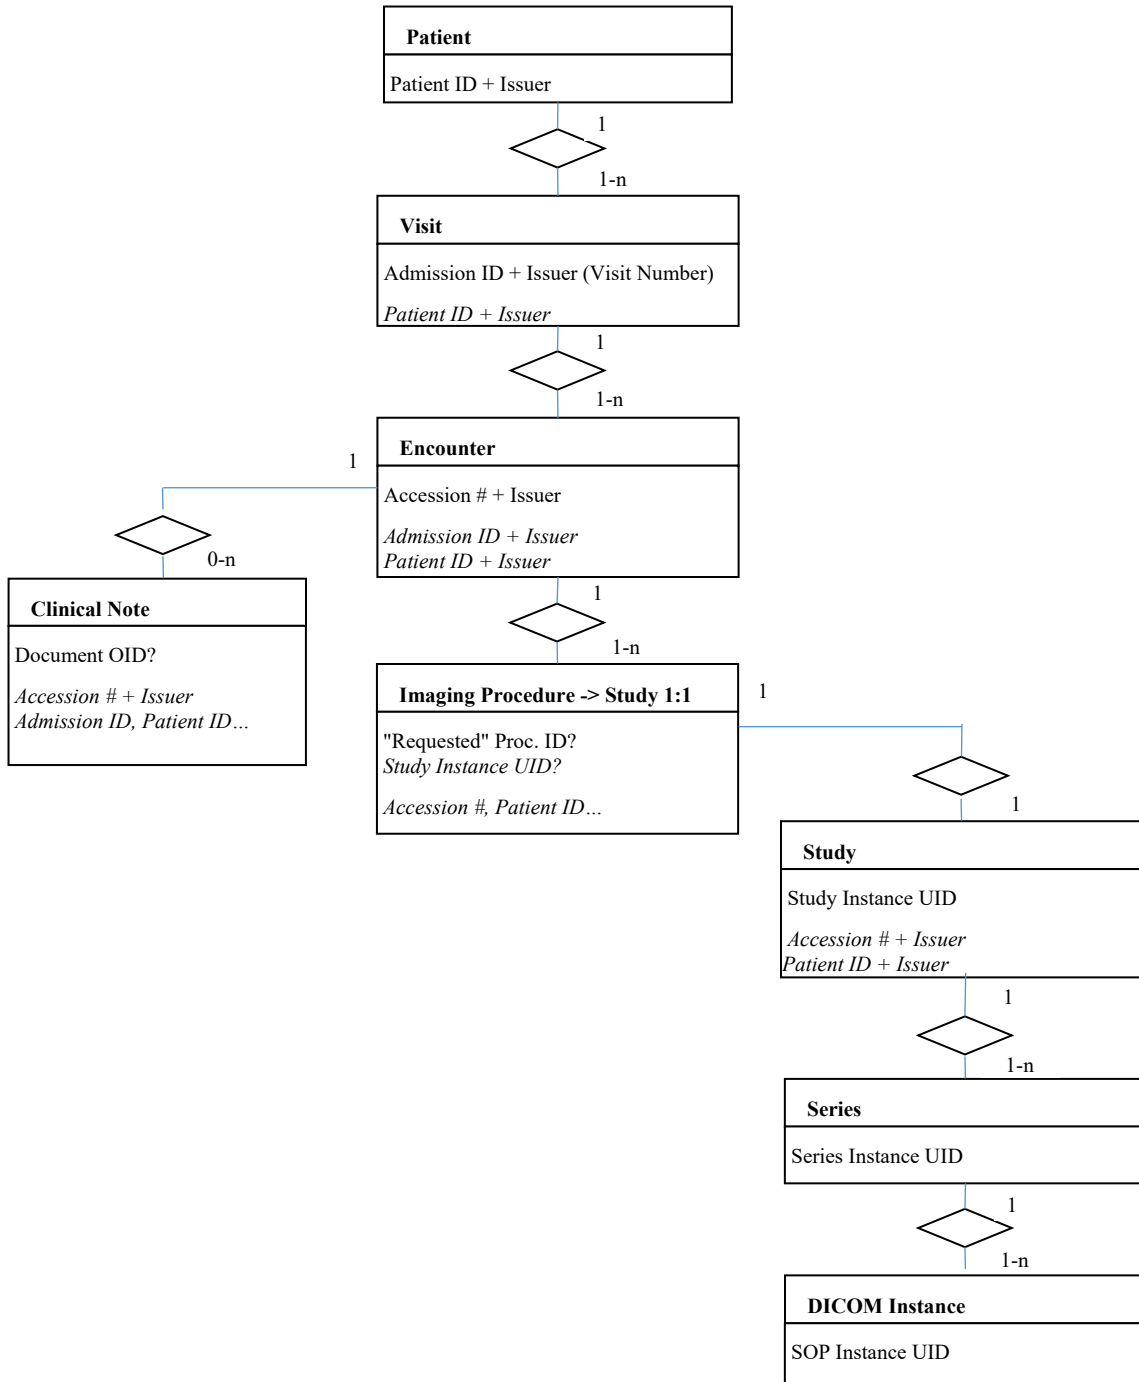 Patient
Patient ID + Issuer
1
1-n
Visit
Admission ID + Issuer (Visit Number)
Patient ID + Issuer
1
1-n
Encounter
Accession # + Issuer
Admission ID + Issuer
Patient ID + Issuer
1
0-n
Clinical Note
Document OID?
Accession # + Issuer
Admission ID, Patient ID…
1
1-n
Imaging Procedure -> Study 1:1
"Requested" Proc. ID?
Study Instance UID?
Accession #, Patient ID…
1
1
Study
Study Instance UID
Accession # + Issuer
Patient ID + Issuer
1
1-n
Series
Series Instance UID
1
1-n
DICOM Instance
SOP Instance UID